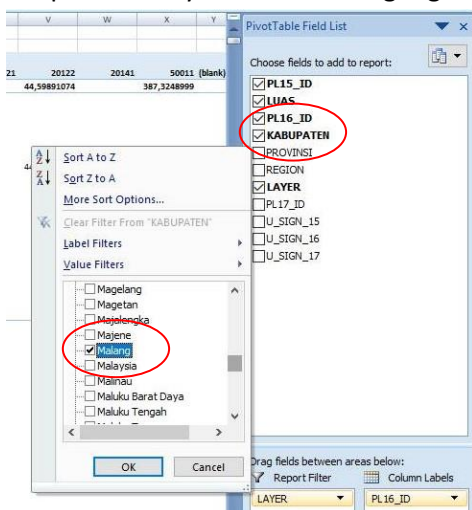 V W X Y
PivotTable Field List
Choose fields to add to report:
21 20122 20141 50011 (blank)
44,59891074 387,3248999
PL15_ID
LUAS
PL16_ID
KABUPATEN
PROVINSI
REGION
LAYER
PL17_ID
U_SIGN_15
U_SIGN_16
U_SIGN_17
Sort A to Z
Sort Z to A
More Sort Options...
Clear Filter From "KABUPATEN"
Label Filters
Value Filters
Magelang
Magetan
Majalengka
Majene
Malang
Malaysia
Malinau
Maluku Barat Daya
Maluku Tengah
OK Cancel
Drag fields between areas below:
Report Filter Column Labels
LAYER PL16_ID